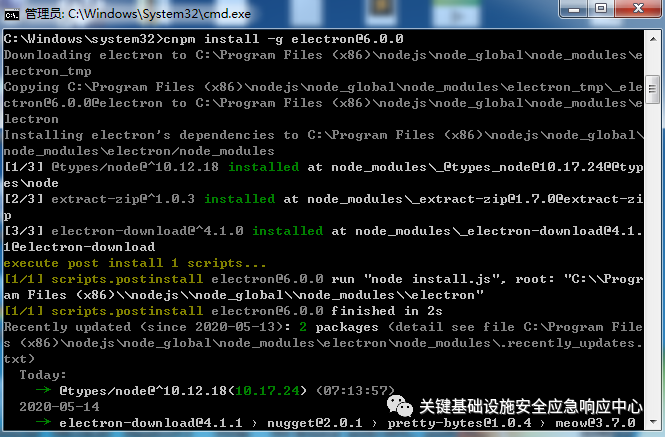 管理员: C:\Windows\System32\cmd.exe
C:\Windows\system32>cnpm install -g electron@6.0.0
Downloading electron to C:\Program Files (x86)\nodejs\node_global\node_modules\e
lectron_tmp
Copying C:\Program Files (x86)\nodejs\node_global\node_modules\electron_tmp\_ele
ctron@6.0.0@electron to C:\Program Files (x86)\nodejs\node_global\node_modules\e
lectron
Installing electron's dependencies to C:\Program Files (x86)\nodejs\node_global\
node_modules\electron/node_modules
[1/3] @types/node@^10.12.18 installed at node_modules\_@types_node@10.17.24@@typ
es\node
[2/3] extract-zip@^1.0.3 installed at node_modules\_extract-zip@1.7.0@extract-zi
p
[3/3] electron-download@^4.1.0 installed at node_modules\_electron-download@4.1.
1@electron-download
execute post install 1 scripts...
[1/1] scripts.postinstall electron@6.0.0 run "node install.js", root: "C:\\Progr
am Files (x86)\\nodejs\\node_global\\node_modules\\electron"
[1/1] scripts.postinstall electron@6.0.0 finished in 2s
Recently updated (since 2020-05-13): 2 packages (detail see file C:\Program File
s (x86)\nodejs\node_global\node_modules\electron\node_modules\.recently_updates.
txt)
Today:
→ @types/node@^10.12.18(10.17.24) (07:13:57)
2020-05-14
→ electron-download@4.1.1 › nugget@2.0.1 › pretty-bytes@1.0.4 › meow@3.7.0
关键基础设施安全应急响应中心